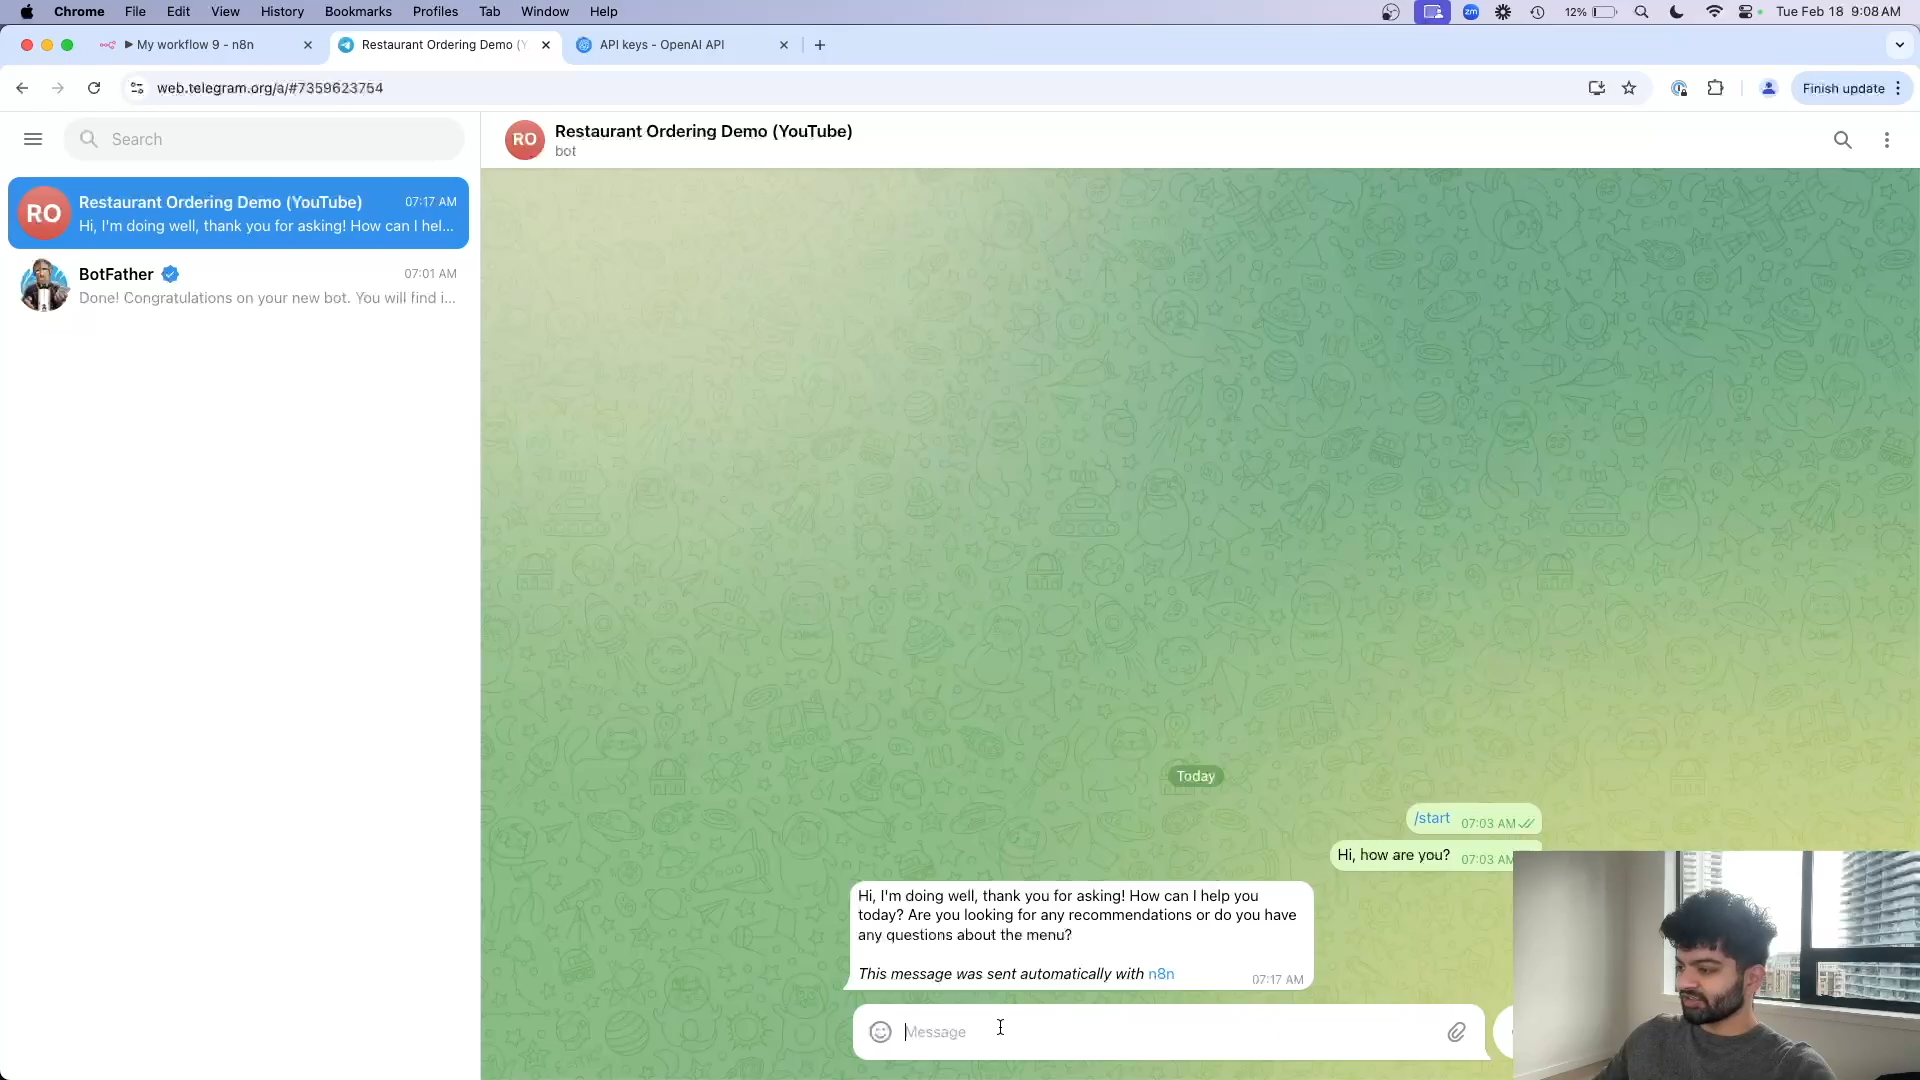 Chrome File Edit View History Bookmarks Profiles Tab Window Help
zm 12% Tue Feb 18 9:08 AM
My workflow 9 - n8n
Restaurant Ordering Demo (Y
API keys - OpenAI API
web.telegram.org/a/#7359623754
Finish update
Search
RO
Restaurant Ordering Demo (YouTube)
bot
RO
Restaurant Ordering Demo (YouTube) 07:17 AM
Hi, I'm doing well, thank you for asking! How can I hel...
BotFather 07:01 AM
Done! Congratulations on your new bot. You will find i...
Today
/start 07:03 AM
Hi, how are you? 07:03 AM
Hi, I'm doing well, thank you for asking! How can I help you
today? Are you looking for any recommendations or do you have
any questions about the menu?
This message was sent automatically with n8n
07:17 AM
Message